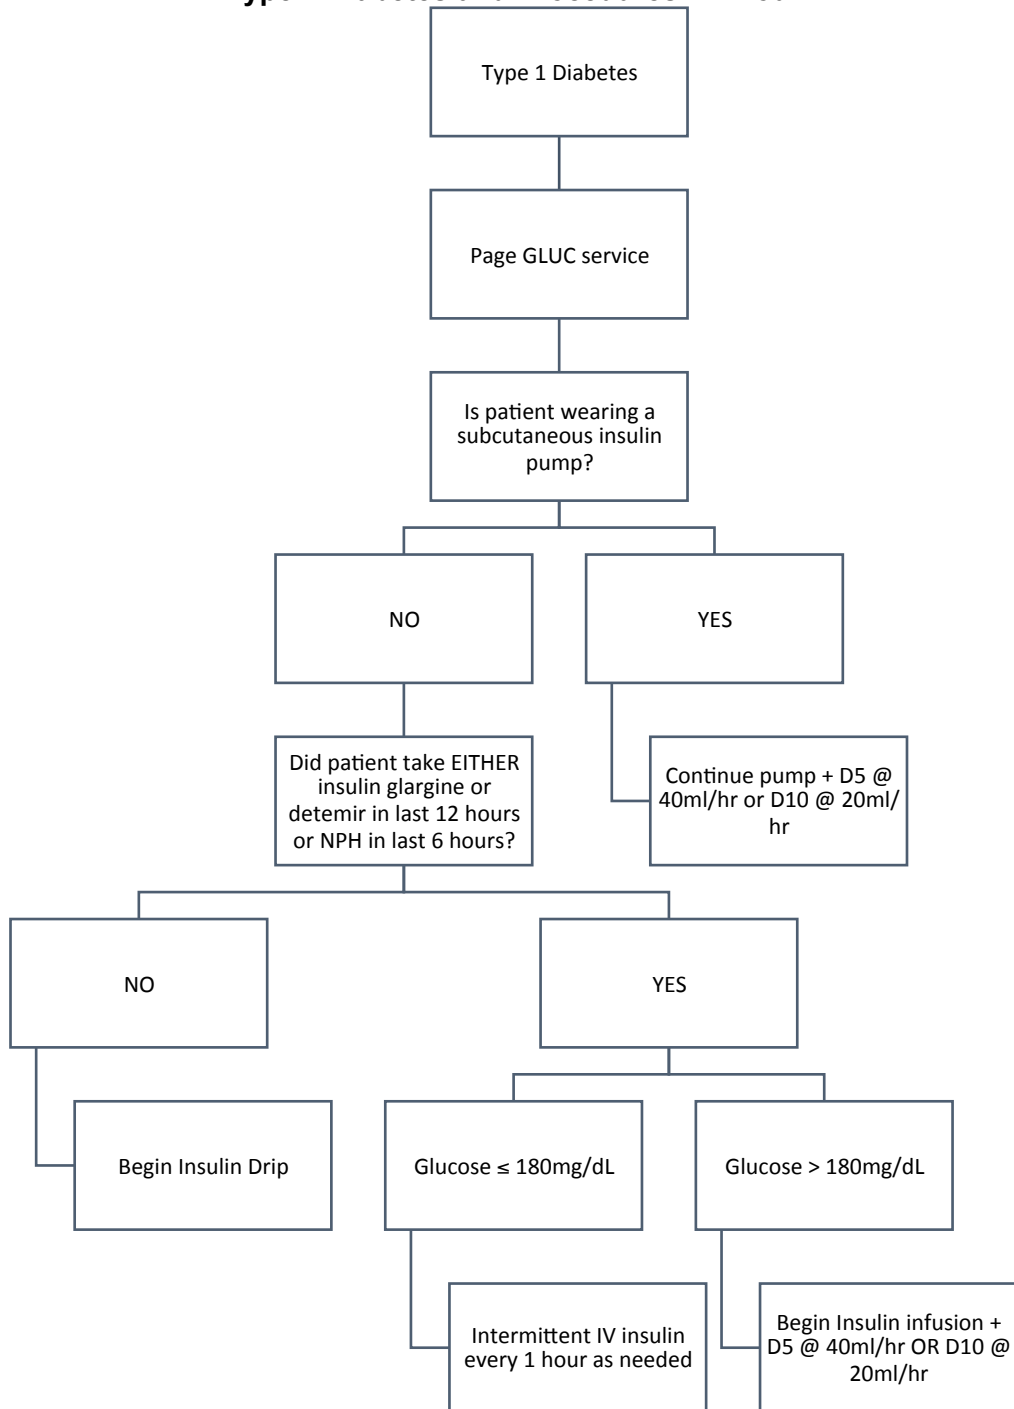 Type 1 Diabetes
Page GLUC service
Is patient wearing a
subcutaneous insulin
pump?
NO
YES
Did patient take EITHER
insulin glargine or
detemir in last 12 hours
or NPH in last 6 hours?
Continue pump + D5 @
40ml/hr or D10 @ 20ml/
hr
NO
YES
Begin Insulin Drip
Glucose ≤ 180mg/dL
Glucose > 180mg/dL
Intermittent IV insulin
every 1 hour as needed
Begin Insulin infusion +
D5 @ 40ml/hr OR D10 @
20ml/hr